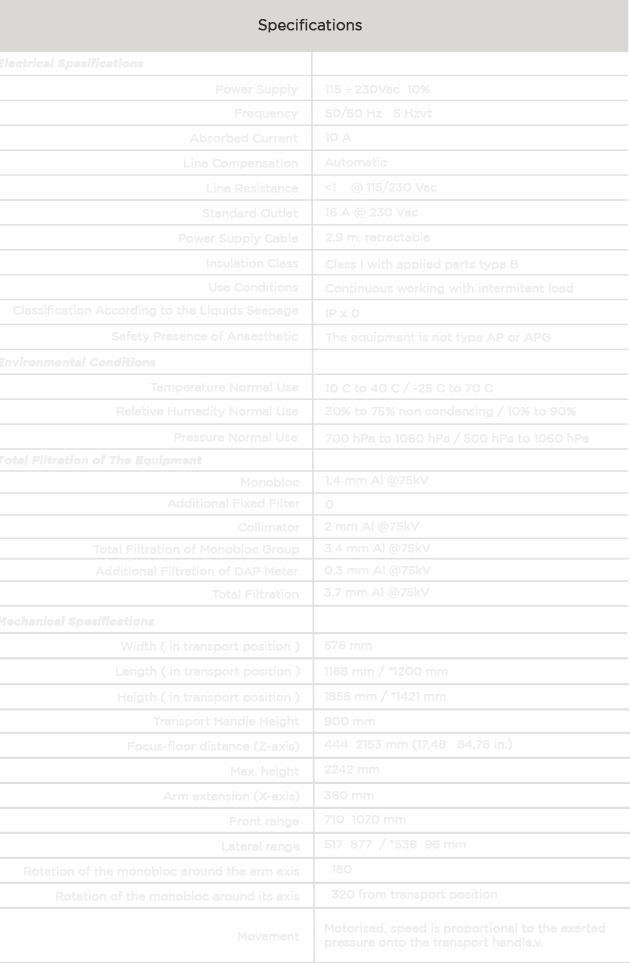 Specifications
Electrical Spesifications
Power Supply 115 ÷ 230Vac 10%
Frequency 50/60 Hz 5 Hzvt
Absorbed Current 10 A
Line Compensation Automatic
Line Resistance <1 @ 115/230 Vac
Standard Outlet 16 A @ 230 Vac
Power Supply Cable 2.9 m, retractable
Insulation Class Class I with applied parts type B
Use Conditions Continuous working with intermitent load
Classification According to the Liquids Seepage IP x 0
Safety Presence of Anaesthatic The equipment is not type AP or APG
Environmental Conditions
Temperature Normal Use 10 C to 40 C / -25 C to 70 C
Relative Humadity Normal Use 30% to 75% non condensing / 10% to 90%
Pressure Normal Use 700 hPa to 1060 hPa / 500 hPa to 1060 hPa
Total Filtration of The Equipment
Monobloc 1,4 mm Al @75kV
Additional Fixed Filter 0
Collimator 2 mm Al @75kV
Total Filtration of Monobloc Group 3,4 mm Al @75kV
Additional Filtration of DAP Meter 0.3 mm Al @75kV
Total Filtration 3.7 mm Al @75kV
Mechanical Spesifications
Width ( in transport position ) 576 mm
Length ( in transport position ) 1168 mm / *1200 mm
Heigth ( in transport position ) 1855 mm / *1421 mm
Transport Handle Height 900 mm
Focus-floor distance (Z-axis) 444 2153 mm (17,48 84,76 in.)
Max. height 2242 mm
Arm extension (X-axis) 360 mm
Front range 710 1070 mm
Lateral range 517 877 / *536 96 mm
Rotation of the monobloc around the arm axis 180
Rotation of the monobloc around its axis 320 from transport position
Movement Motorised, speed is proportional to the exerted
pressure onto the transport handle.v.